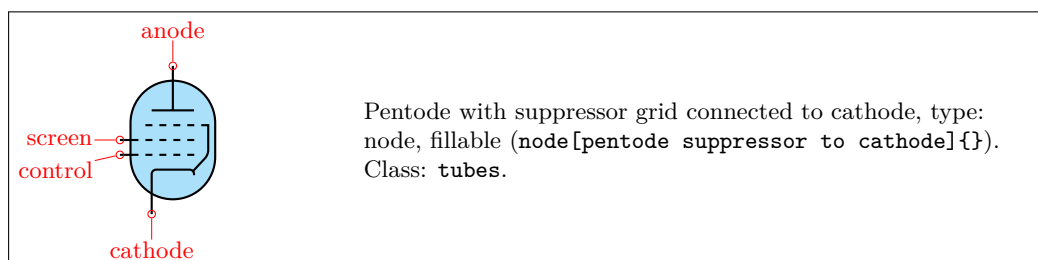 anode
screen
control
cathode
Pentode with suppressor grid connected to cathode, type:
node, fillable (node[pentode suppressor to cathode]{}).
Class: tubes.